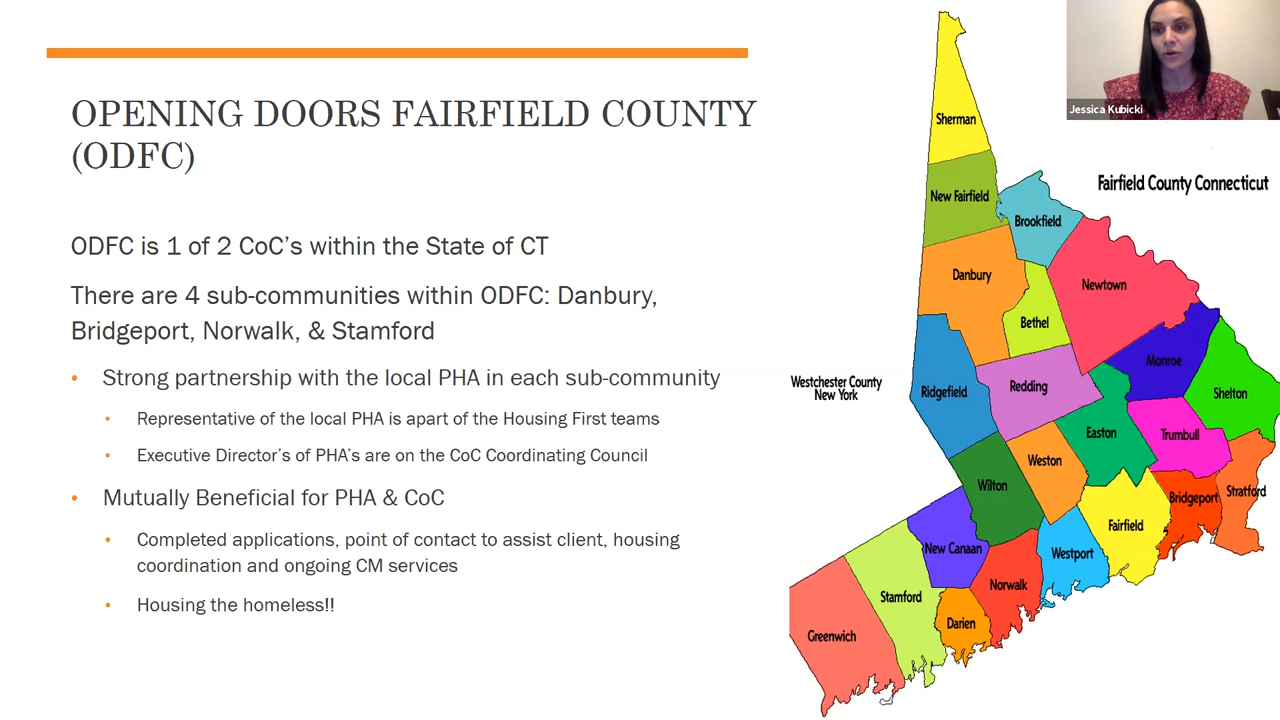 OPENING DOORS FAIRFIELD COUNTY
(ODFC)
ODFC is 1 of 2 CoC's within the State of CT
There are 4 sub-communities within ODFC: Danbury,
Bridgeport, Norwalk, & Stamford
• Strong partnership with the local PHA in each sub-community
• Representative of the local PHA is apart of the Housing First teams
• Executive Director's of PHA's are on the CoC Coordinating Council
• Mutually Beneficial for PHA & CoC
• Completed applications, point of contact to assist client, housing
coordination and ongoing CM services
• Housing the homeless!!
Jessica Kubicki
Fairfield County Connecticut
Westchester County
New York
Sherman
New Fairfield
Brookfield
Danbury
Newtown
Bethel
Monroe
Ridgefield
Redding
Shelton
Easton
Trumbull
Weston
Wilton
Bridgeport
Stratford
Fairfield
New Canaan
Westport
Norwalk
Stamford
Darien
Greenwich